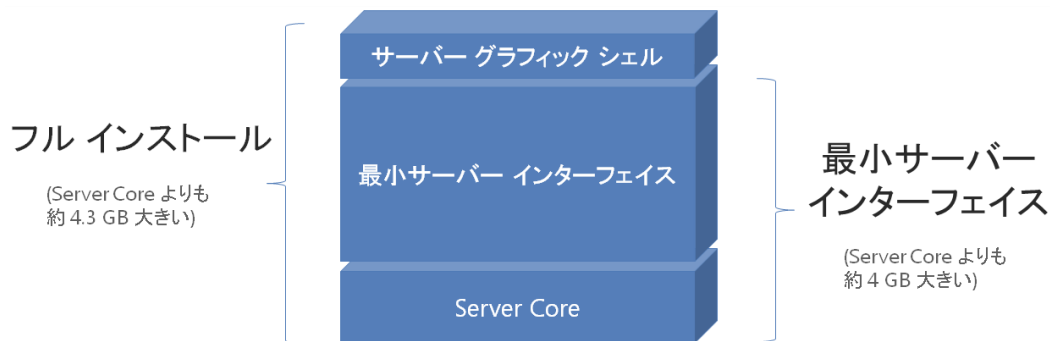 フル インストール
(Server Core よりも
約 4.3 GB 大きい)
サーバー グラフィック シェル
最小サーバー インターフェイス
Server Core
最小サーバー
インターフェイス
(Server Core よりも
約 4 GB 大きい)